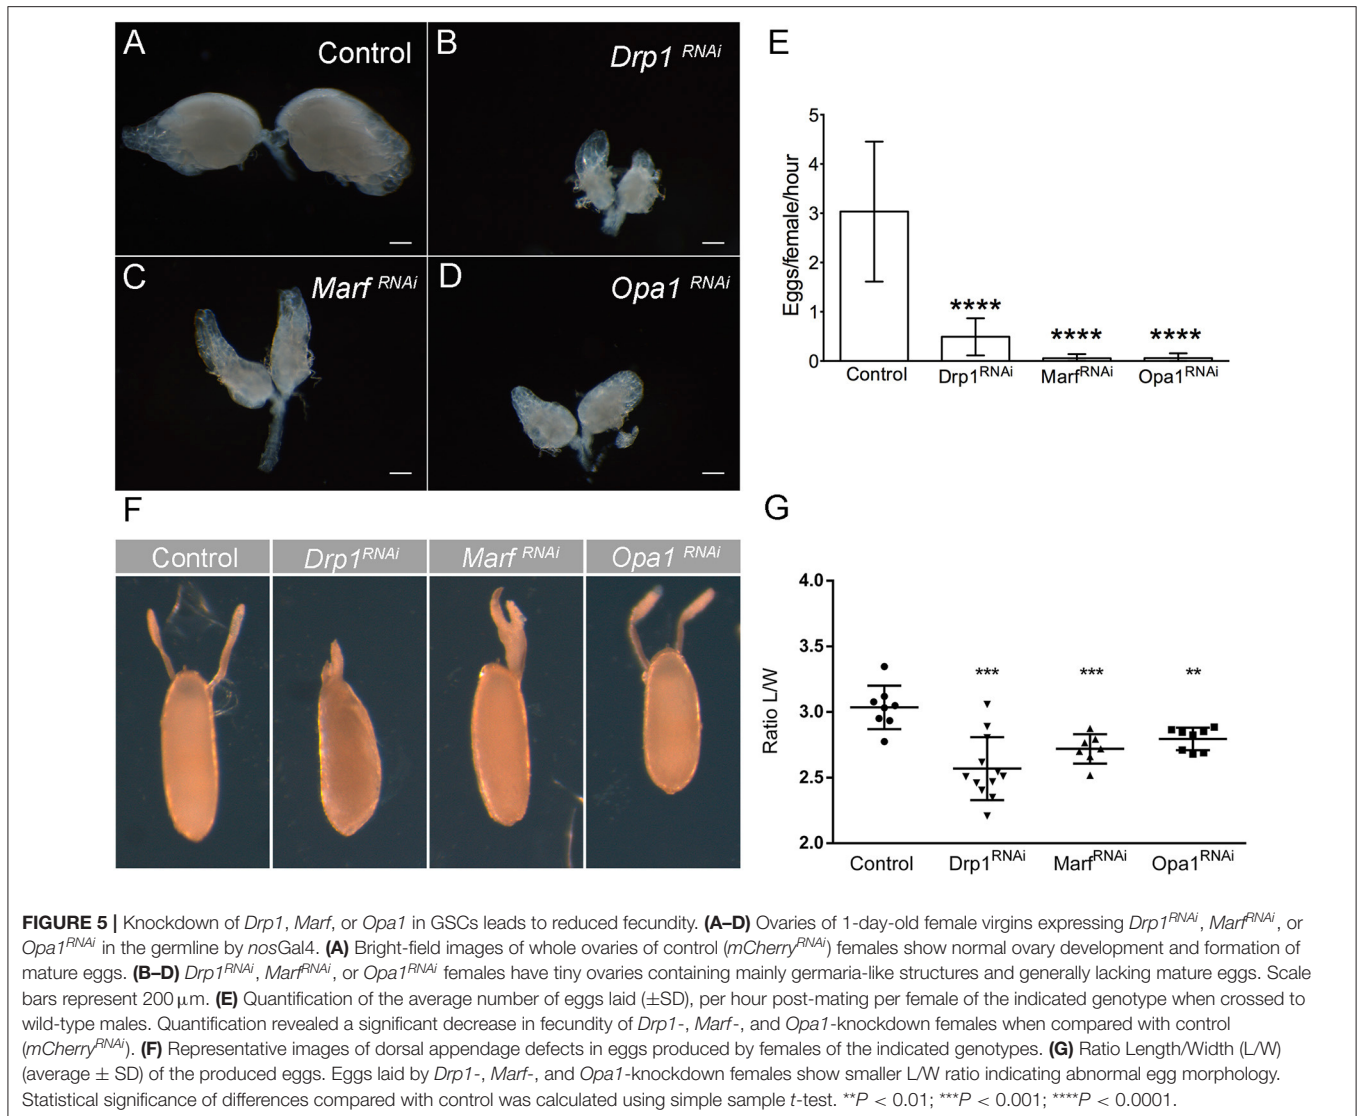 A
Control
B
Drp1 RNAi
C
Marf RNAi
D
Opa1 RNAi
E
Eggs/female/hour
5
4
3
2
1
0
****
****
****
Control
Drp1RNAi
MarfRNAi
Opa1RNAi
F
Control
Drp1RNAi
Marf RNAi
Opa1 RNAi
G
Ratio L/W
4.0
3.5
3.0
2.5
2.0
***
***
**
Control
Drp1RNAi
MarfRNAi
Opa1RNAi
FIGURE 5 | Knockdown of Drp1, Marf, or Opa1 in GSCs leads to reduced fecundity. (A–D) Ovaries of 1-day-old female virgins expressing Drp1RNAi, MarfRNAi, or
Opa1RNAi in the germline by nosGal4. (A) Bright-field images of whole ovaries of control (mCherryRNAi) females show normal ovary development and formation of
mature eggs. (B–D) Drp1RNAi, MarfRNAi, or Opa1RNAi females have tiny ovaries containing mainly germaria-like structures and generally lacking mature eggs. Scale
bars represent 200 μm. (E) Quantification of the average number of eggs laid (±SD), per hour post-mating per female of the indicated genotype when crossed to
wild-type males. Quantification revealed a significant decrease in fecundity of Drp1-, Marf-, and Opa1-knockdown females when compared with control
(mCherryRNAi). (F) Representative images of dorsal appendage defects in eggs produced by females of the indicated genotypes. (G) Ratio Length/Width (L/W)
(average ± SD) of the produced eggs. Eggs laid by Drp1-, Marf-, and Opa1-knockdown females show smaller L/W ratio indicating abnormal egg morphology.
Statistical significance of differences compared with control was calculated using simple sample t-test. **P < 0.01; ***P < 0.001; ****P < 0.0001.